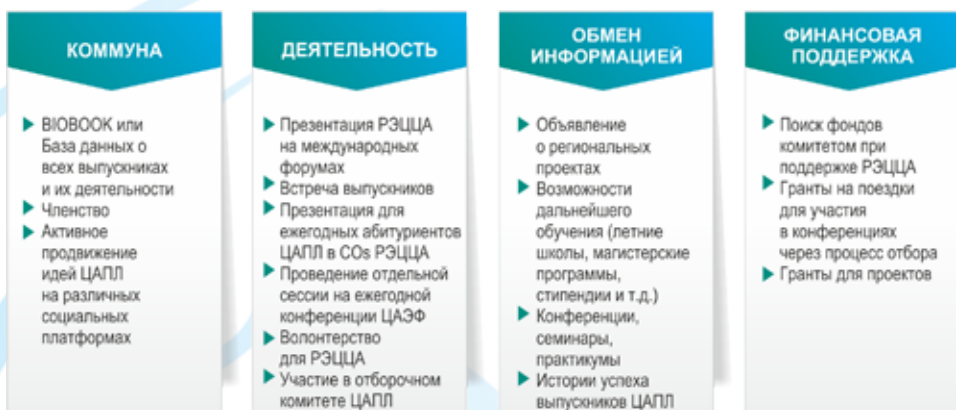 КОММУНА
BIOBOOK или
База данных о
всех выпускниках
и их деятельности
Членство
Активное
продвижение
идей ЦАПЛ
на различных
социальных
платформах
ДЕЯТЕЛЬНОСТЬ
Презентация РЭЦЦА
на международных
форумах
Встреча выпускников
Презентация для
ежегодных абитуриентов
ЦАПЛ в COs РЭЦЦА
Проведение отдельной
сессии на ежегодной
конференции ЦАЭФ
Волонтерство
для РЭЦЦА
Участие в отборочном
комитете ЦАПЛ
ОБМЕН
ИНФОРМАЦИЕЙ
Объявление
о региональных
проектах
Возможности
дальнейшего
обучения (летние
школы, магистерские
программы,
стипендии и т.д.)
Конференции,
семинары,
практикумы
Истории успеха
выпускников ЦАПЛ
ФИНАНСОВАЯ
ПОДДЕРЖКА
Поиск фондов
комитетом при
поддержке РЭЦЦА
Гранты на поездки
для участия
в конференциях
через процесс отбора
Гранты для проектов